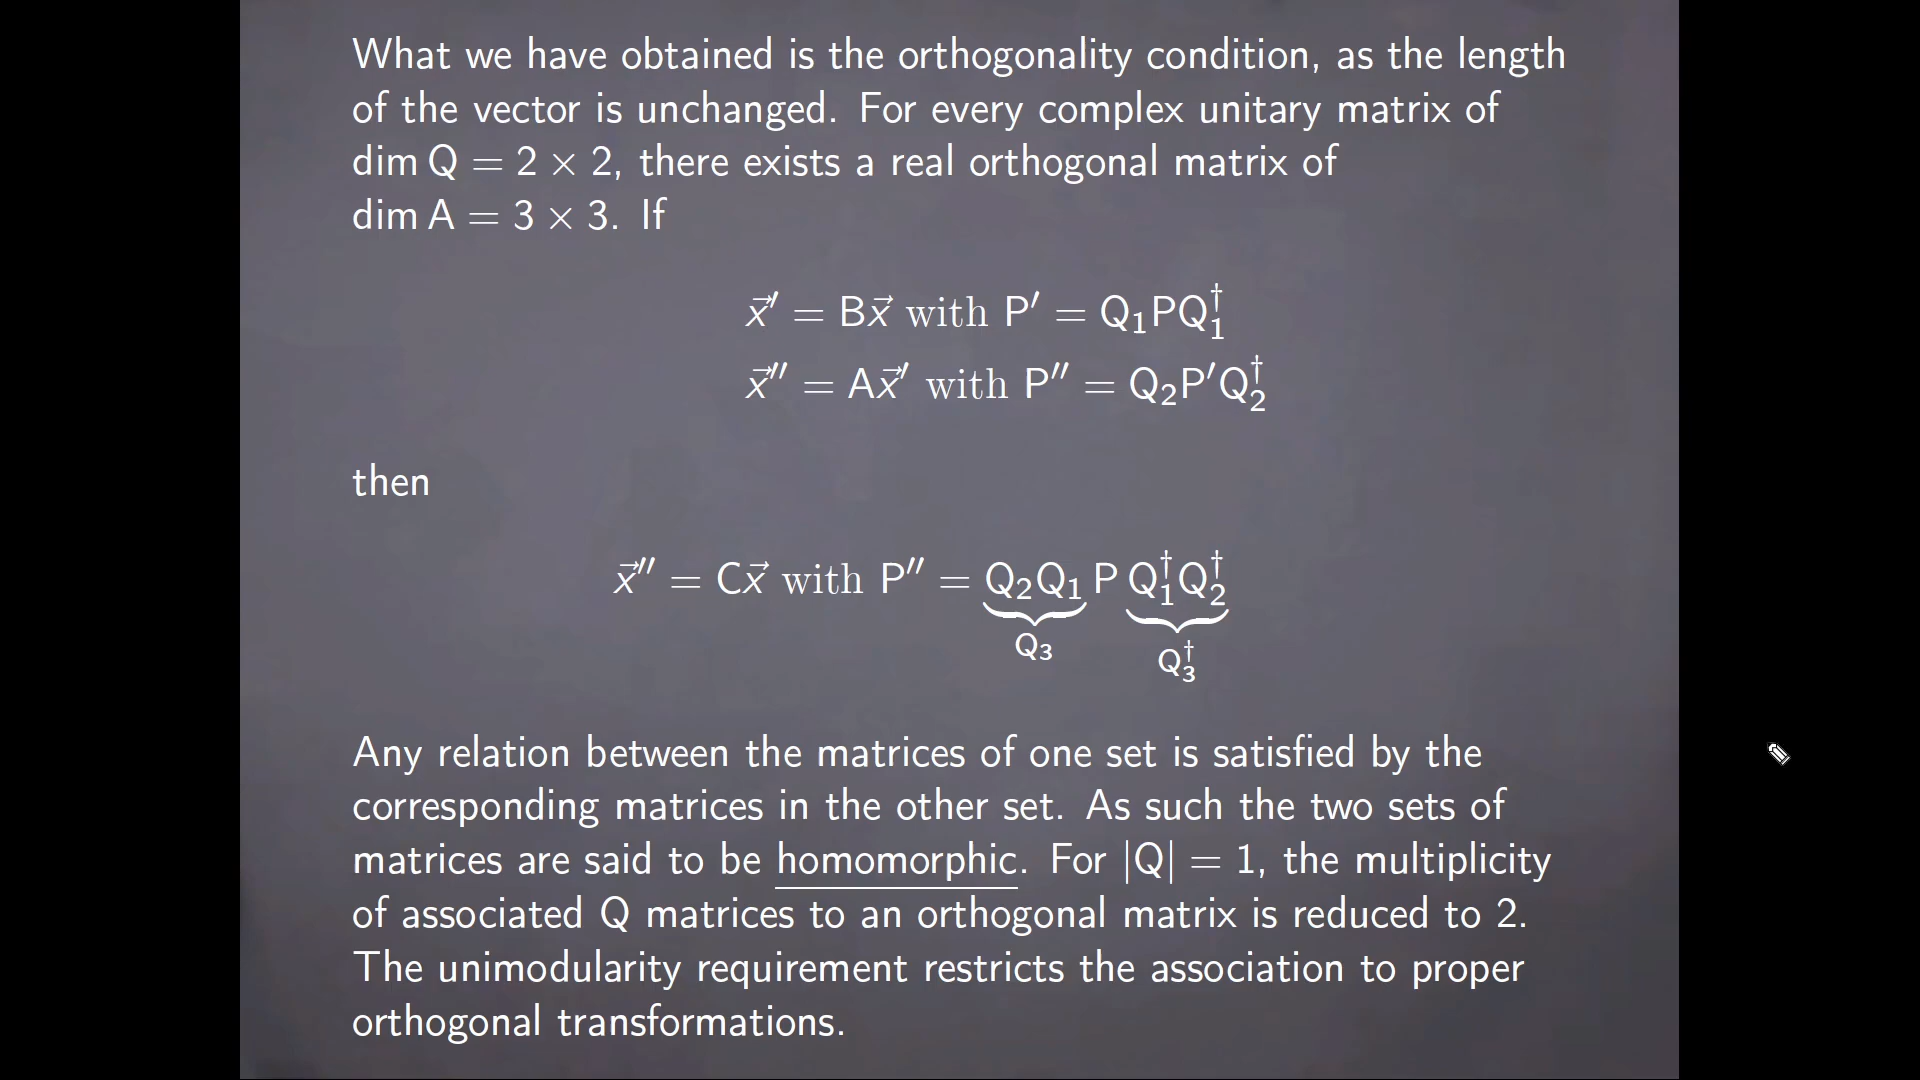 What we have obtained is the orthogonality condition, as the length
of the vector is unchanged. For every complex unitary matrix of
dim Q = 2 × 2, there exists a real orthogonal matrix of
dim A = 3 × 3. If
x⃗′ = Bx⃗ with P′ = Q₁PQ₁†
x⃗″ = Ax⃗′ with P″ = Q₂P′Q₂†
then
x⃗″ = Cx⃗ with P″ = Q₂Q₁ P Q₁†Q₂†
Q₃ Q₃†
Any relation between the matrices of one set is satisfied by the
corresponding matrices in the other set. As such the two sets of
matrices are said to be homomorphic. For |Q| = 1, the multiplicity
of associated Q matrices to an orthogonal matrix is reduced to 2.
The unimodularity requirement restricts the association to proper
orthogonal transformations.